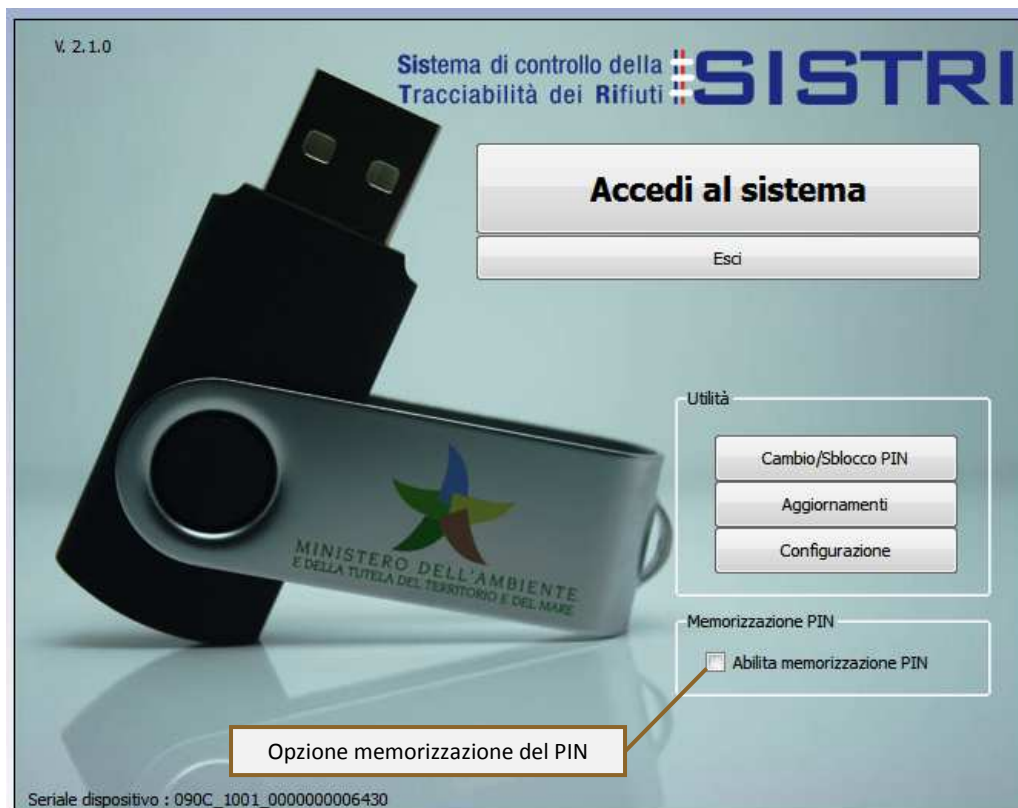 V. 2.1.0
Sistema di controllo della
Tracciabilità dei Rifiuti
SISTRI
Accedi al sistema
Esci
Utilità
Cambio/Sblocco PIN
Aggiornamenti
Configurazione
MINISTERO DELL'AMBIENTE
E DELLA TUTELA DEL TERRITORIO E DEL MARE
Memorizzazione PIN
Abilita memorizzazione PIN
Opzione memorizzazione del PIN
Seriale dispositivo : 090C_1001_0000000006430